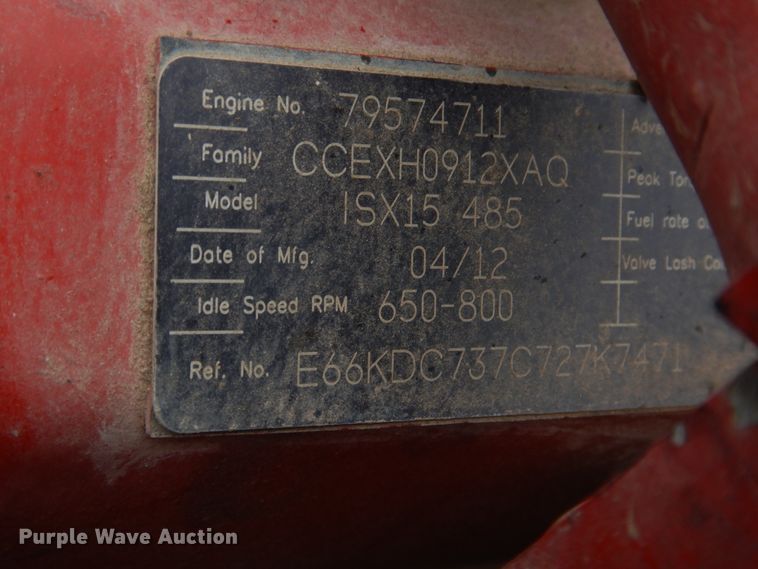 Engine No. 79574711
Family CCEXH0912XAQ
Model ISX15 485
Date of Mfg. 04/12
Idle Speed RPM 650-800
Ref. No. E66KDC737C727K7471
Adve
Peak Tor
Fuel rate a
Valve Lash Co
Purple Wave Auction